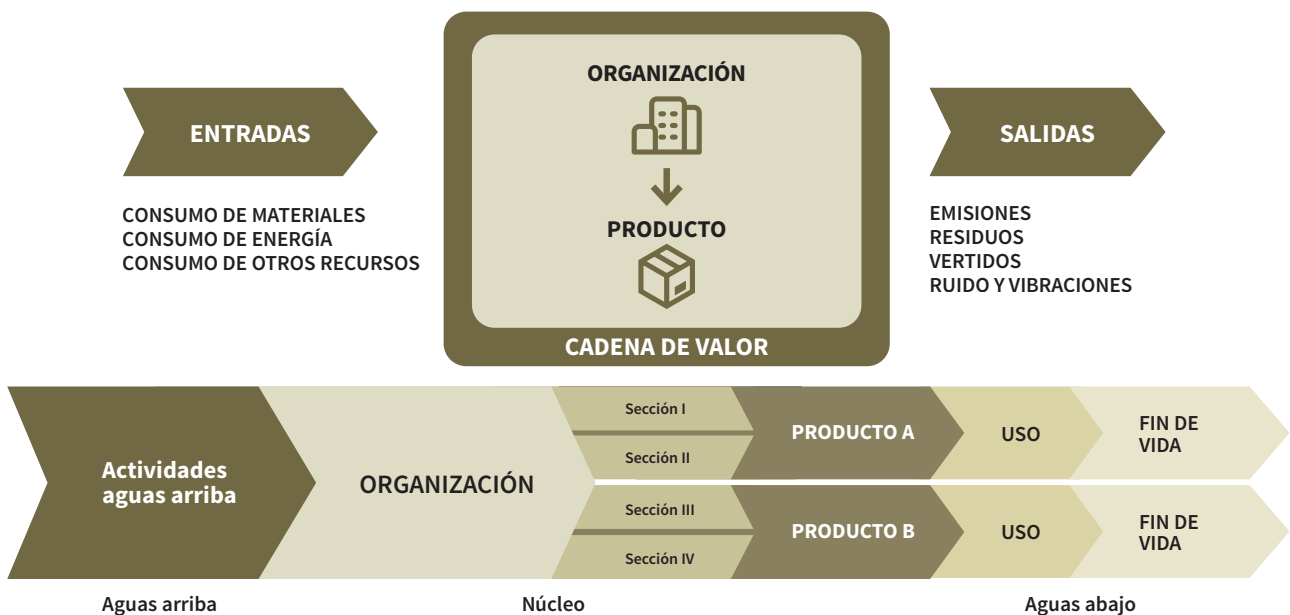 ORGANIZACIÓN
ENTRADAS
SALIDAS
CONSUMO DE MATERIALES
CONSUMO DE ENERGÍA
CONSUMO DE OTROS RECURSOS
PRODUCTO
EMISIONES
RESIDUOS
VERTIDOS
RUIDO Y VIBRACIONES
CADENA DE VALOR
Actividades
aguas arriba
ORGANIZACIÓN
Sección I
Sección II
Sección III
Sección IV
PRODUCTO A
USO
FIN DE
VIDA
PRODUCTO B
USO
FIN DE
VIDA
Aguas arriba
Núcleo
Aguas abajo